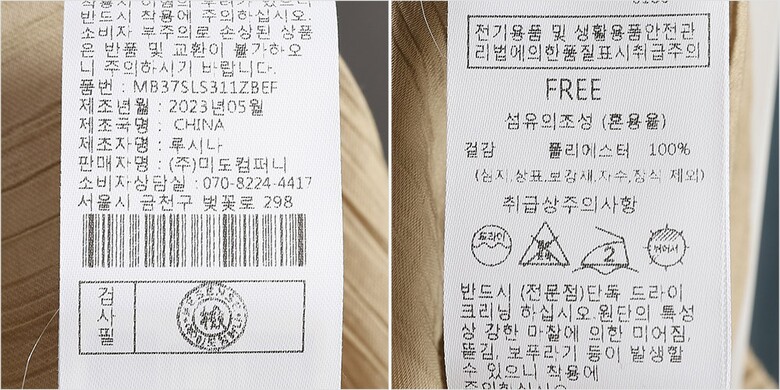 반드시 착용에 주의하십시오.
소비자 부주의로 손상된 상품
은 반품 및 교환이 불가하오
니 주의하시기 바랍니다.
품번 : MB37SLS311ZBEF
제조년월 : 2023년05월
제조국명 : CHINA
제조자명 : 루시나
판매자명 : (주)미도컴퍼니
소비자상담실 : 070-8224-4417
서울시 금천구 벚꽃로 298
검사필
전기용품 및 생활용품안전관
리법에의한품질표시취급주의
FREE
섬유의조성 (혼용율)
겉감 폴리에스터 100%
(심지,상표,보강새,자수,장식 제외)
취급상주의사항
드라이
2
뉘어서
반드시 (전문점)단독 드라이
크리닝 하십시오.원단의 특성
상 강한 마찰에 의한 미어짐,
뜯김, 보푸라기 등이 발생할
수 있으니 착용에